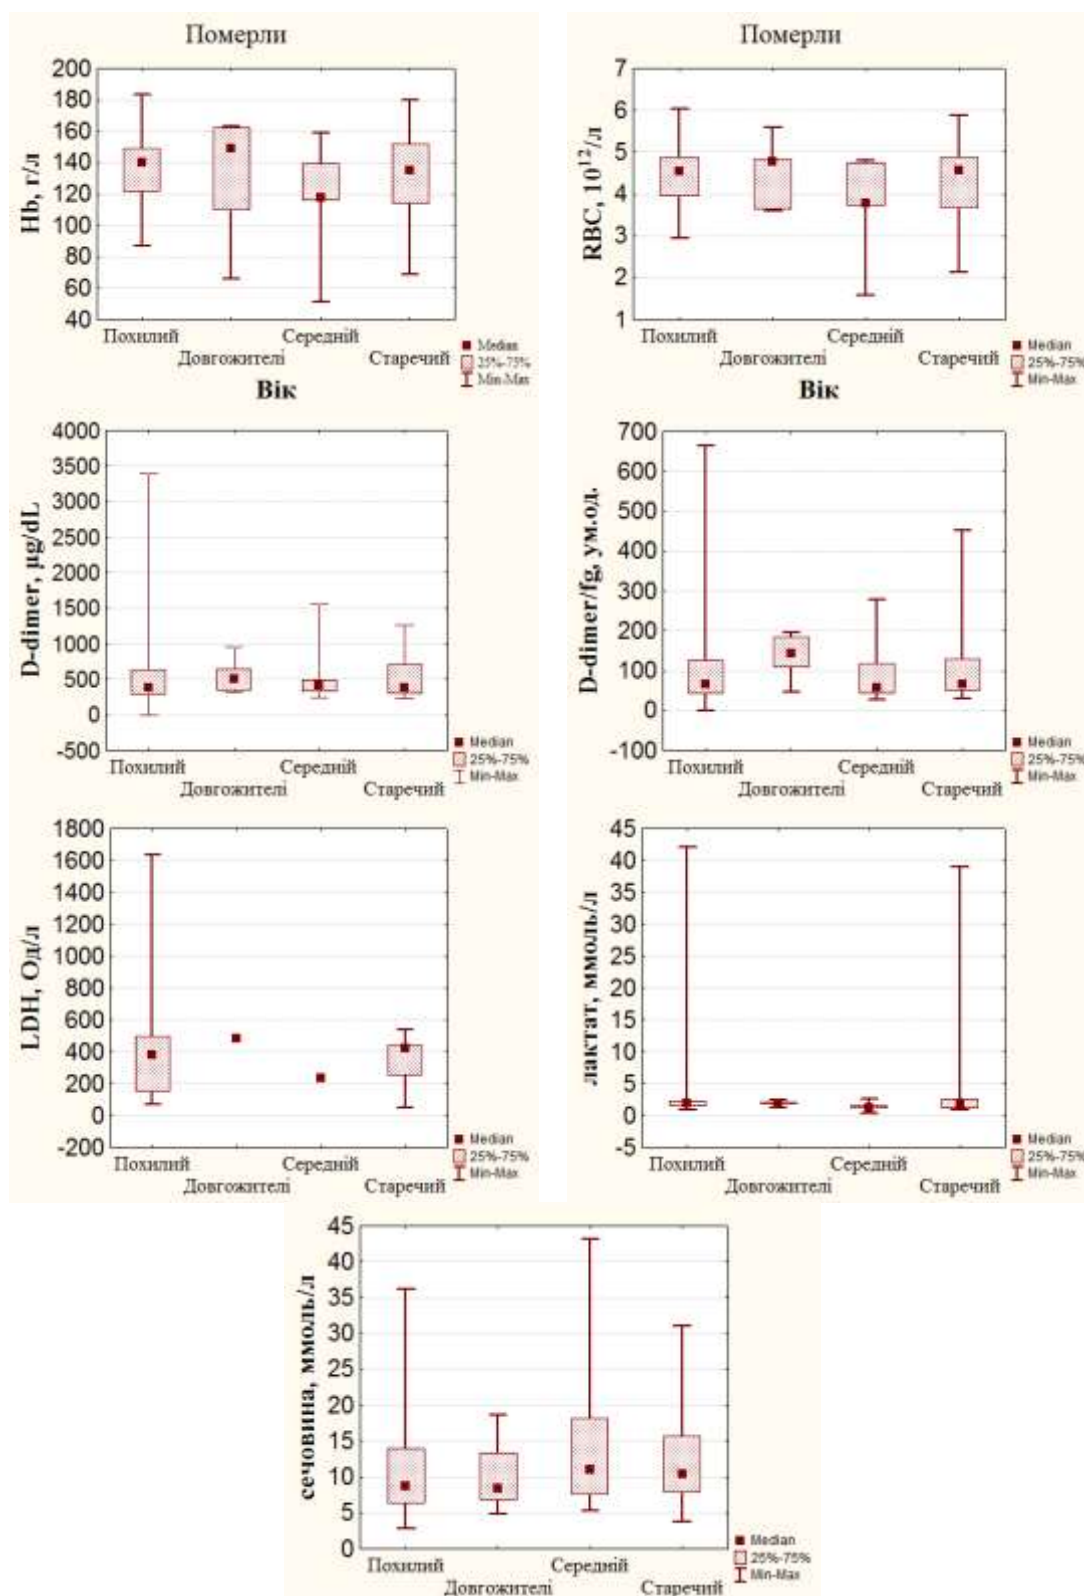 Померли
200
180
160
140
120
100
80
60
40
Hb, г/л
Похилий
Середній
Довгожителі
Старечий
Median
25%-75%
Min-Max
Вік
Померли
7
6
5
4
3
2
1
RBC, 10¹²/л
Похилий
Середній
Довгожителі
Старечий
Median
25%-75%
Min-Max
Вік
4000
3500
3000
2500
2000
1500
1000
500
0
-500
D-dimer, µg/dL
Похилий
Середній
Довгожителі
Старечий
Median
25%-75%
Min-Max
700
600
500
400
300
200
100
0
-100
D-dimer/fg, ум.од.
Похилий
Середній
Довгожителі
Старечий
Median
25%-75%
Min-Max
1800
1600
1400
1200
1000
800
600
400
200
0
-200
LDH, Од/л
Похилий
Середній
Довгожителі
Старечий
Median
25%-75%
Min-Max
45
40
35
30
25
20
15
10
5
0
-5
лактат, ммоль/л
Похилий
Середній
Довгожителі
Старечий
Median
25%-75%
Min-Max
45
40
35
30
25
20
15
10
5
0
сечовина, ммоль/л
Похилий
Середній
Довгожителі
Старечий
Median
25%-75%
Min-Max